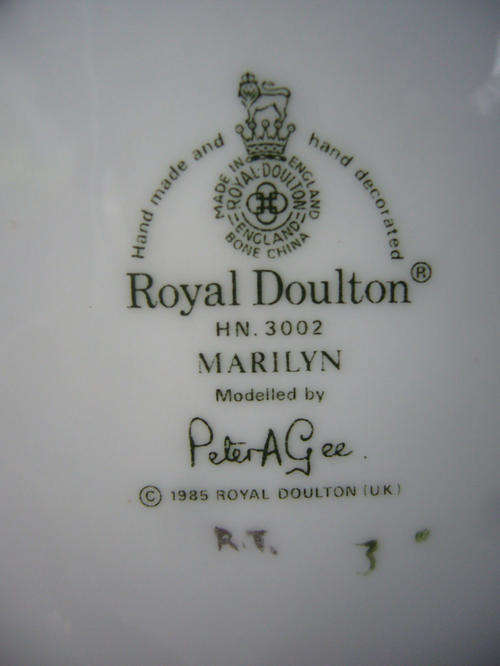 Hand made and hand decorated
MADE IN ENGLAND
ROYAL·DOULTON
ENGLAND
BONE CHINA
Royal Doulton®
HN. 3002
MARILYN
Modelled by
Peter A Gee.
© 1985 ROYAL DOULTON (UK)
R.T. 3